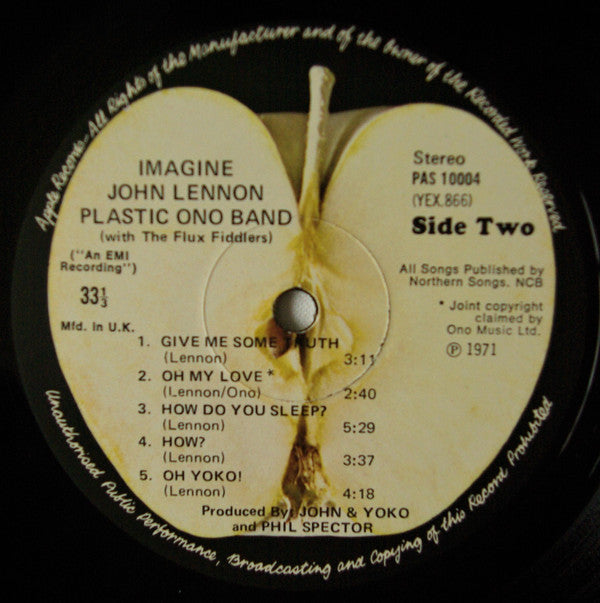 Apple Records-All Rights of the Manufacturer and of the Owner of the Recorded Work Reserved
IMAGINE
JOHN LENNON
PLASTIC ONO BAND
(with The Flux Fiddlers)
("An EMI
Recording")
33⅓
Mfd. In U.K.
Stereo
PAS 10004
(YEX.866)
Side Two
All Songs Published by
Northern Songs. NCB
* Joint copyright
claimed by
Ono Music Ltd.
℗ 1971
1. GIVE ME SOME TRUTH
(Lennon) 3:11
2. OH MY LOVE *
(Lennon/Ono) 2:40
3. HOW DO YOU SLEEP?
(Lennon) 5:29
4. HOW?
(Lennon) 3:37
5. OH YOKO!
(Lennon) 4:18
Produced By: JOHN & YOKO
and PHIL SPECTOR
Unauthorised Public Performance, Broadcasting and Copying of this Record Prohibited